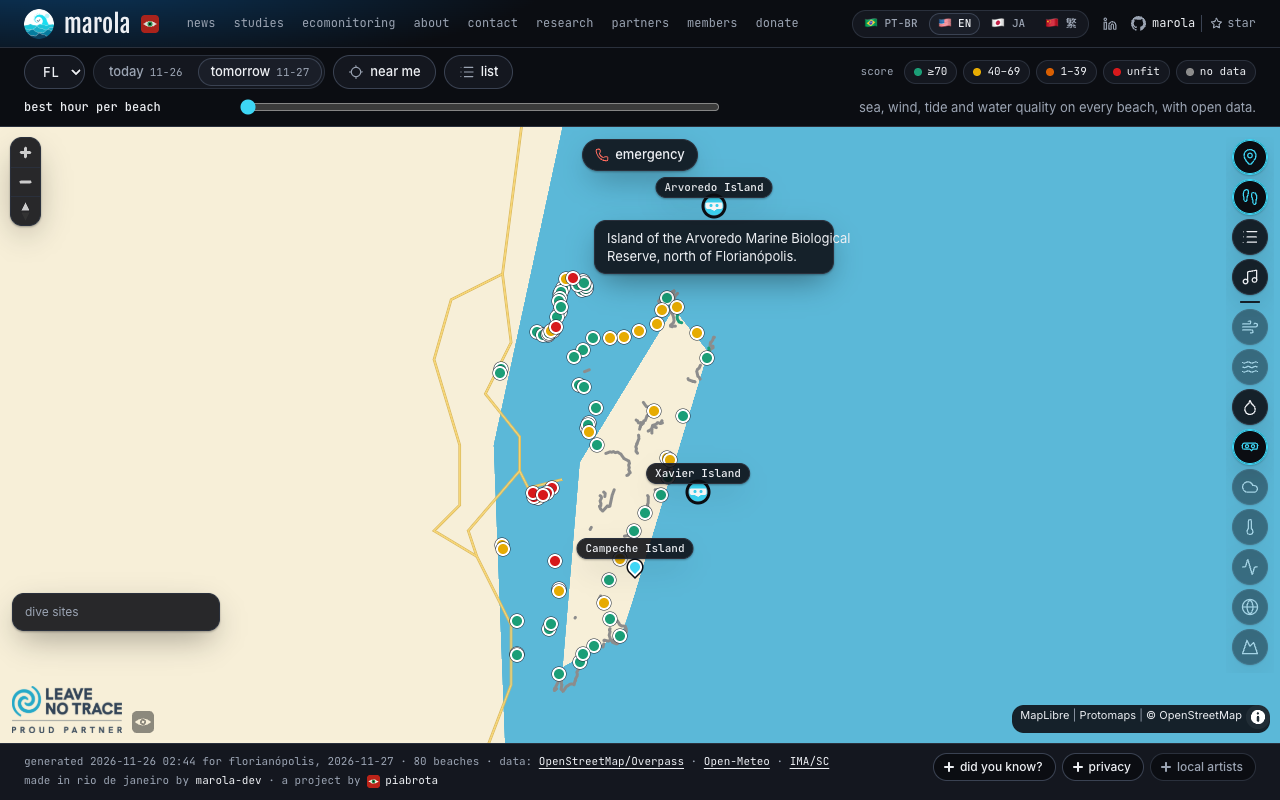 marola
news studies ecomonitoring about contact research partners members donate
🇧🇷 PT-BR 🇺🇸 EN 🇯🇵 JA 繁
marola star
FL
today 11-26 tomorrow 11-27
near me
list
score ≥70 40–69 1–39 unfit no data
best hour per beach
sea, wind, tide and water quality on every beach, with open data.
emergency
Arvoredo Island
Island of the Arvoredo Marine Biological
Reserve, north of Florianópolis.
Xavier Island
Campeche Island
dive sites
LEAVE
NO TRACE
PROUD PARTNER
MapLibre | Protomaps | © OpenStreetMap
generated 2026-11-26 02:44 for florianópolis, 2026-11-27 · 80 beaches · data: OpenStreetMap/Overpass · Open-Meteo · IMA/SC
made in rio de janeiro by marola-dev · a project by piabrota
+ did you know?
+ privacy
+ local artists